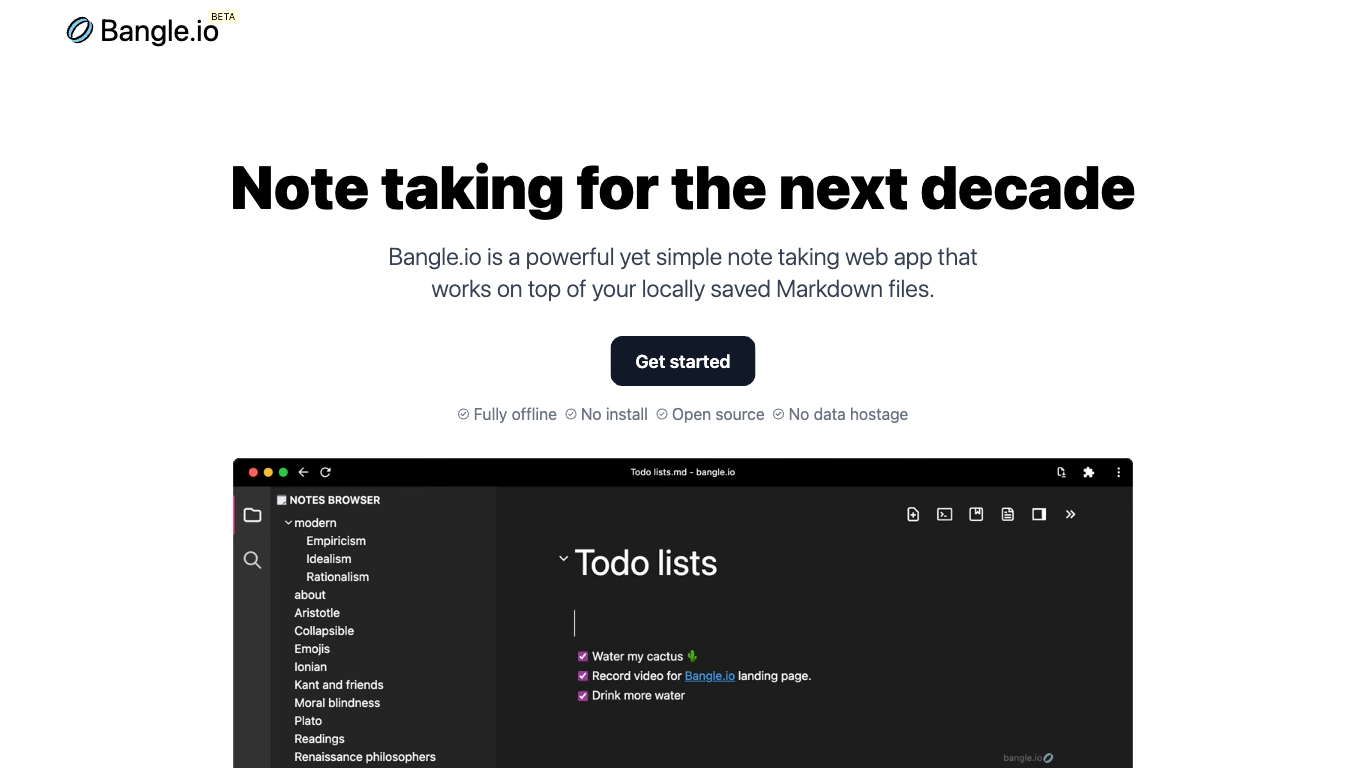 Bangle.io BETA
Note taking for the next decade
Bangle.io is a powerful yet simple note taking web app that
works on top of your locally saved Markdown files.
Get started
Fully offline No install Open source No data hostage
Todo lists.md - bangle.io
NOTES BROWSER
modern
Empiricism
Idealism
Rationalism
about
Aristotle
Collapsible
Emojis
Ionian
Kant and friends
Moral blindness
Plato
Readings
Renaissance philosophers
Todo lists
Water my cactus 🌵
Record video for Bangle.io landing page.
Drink more water
bangle.io